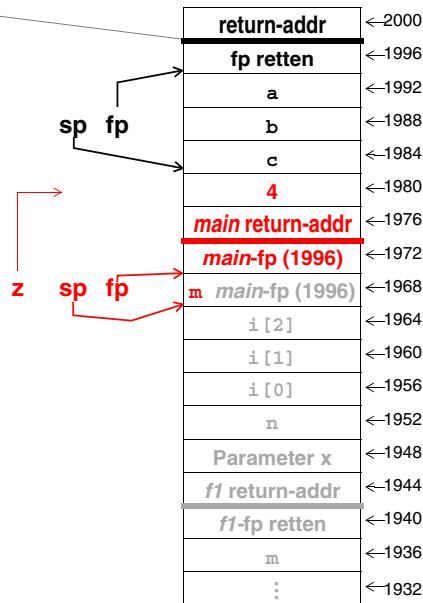 return-addr ←2000
fp retten ←1996
a ←1992
sp fp b ←1988
c ←1984
4 ←1980
main return-addr ←1976
main-fp (1996) ←1972
z sp fp m main-fp (1996) ←1968
i[2] ←1964
i[1] ←1960
i[0] ←1956
n ←1952
Parameter x ←1948
f1 return-addr ←1944
f1-fp retten ←1940
m ←1936
⋮ ←1932